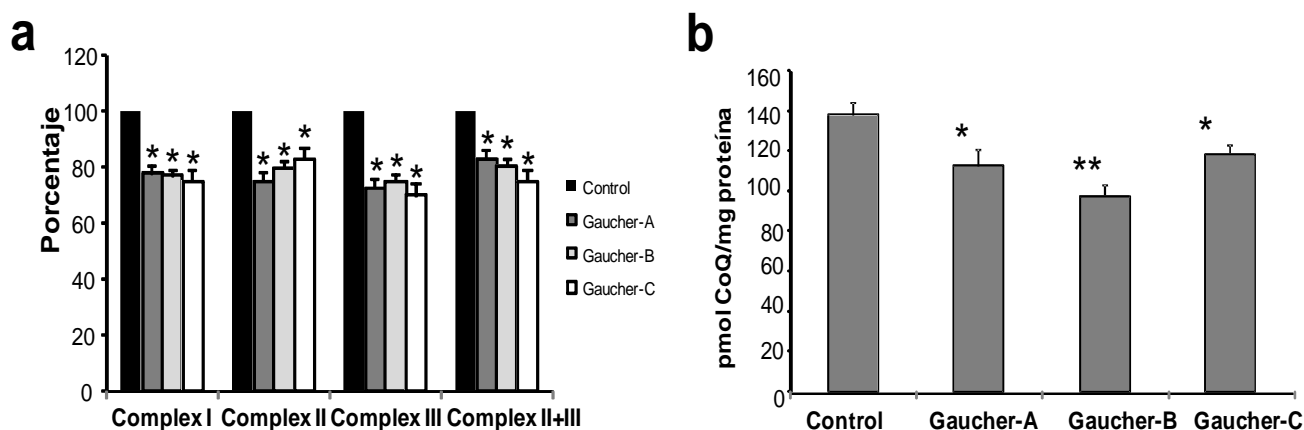 a
Porcentaje
120
100
80
60
40
20
0
* * *
* * *
* * *
* * *
Complex I Complex II Complex III Complex II+III
Control
Gaucher-A
Gaucher-B
Gaucher-C
b
pmol CoQ/mg proteína
160
140
120
100
80
60
40
20
0
*
**
*
Control Gaucher-A Gaucher-B Gaucher-C